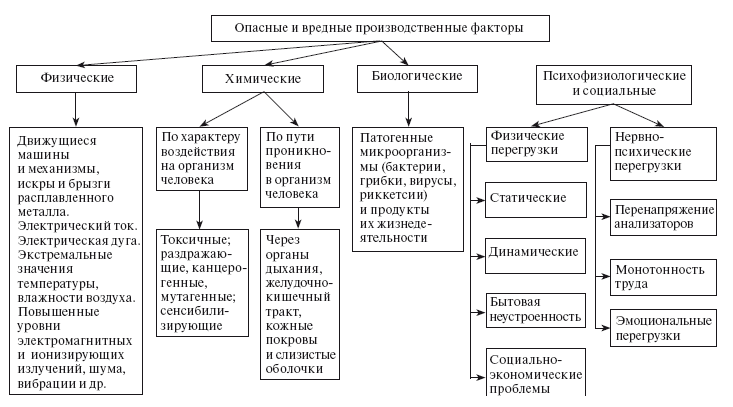 Опасные и вредные производственные факторы
Физические
Химические
Биологические
Психофизиологические
и социальные
Движущиеся
машины
и механизмы,
искры и брызги
расплавленного
металла.
Электрический ток.
Электрическая дуга.
Экстремальные
значения
температуры,
влажности воздуха.
Повышенные
уровни
электромагнитных
и ионизирующих
излучений, шума,
вибрации и др.
По характеру
воздействия
на организм
человека
Токсичные;
раздражаю-
щие, канцеро-
генные,
мутагенные;
сенсибили-
зирующие
По пути
проникно-
вения
в организм
человека
Через
органы
дыхания,
желудочно-
кишечный
тракт,
кожные
покровы
и слизистые
оболочки
Патогенные
микроорганиз-
мы (бактерии,
грибки, вирусы,
риккетсии)
и продукты
их жизнеде-
ятельности
Физические
перегрузки
Статические
Динамические
Бытовая
неустроенность
Социально-
экономические
проблемы
Нервно-
психические
перегрузки
Перенапряжение
анализаторов
Монотонность
труда
Эмоциональные
перегрузки